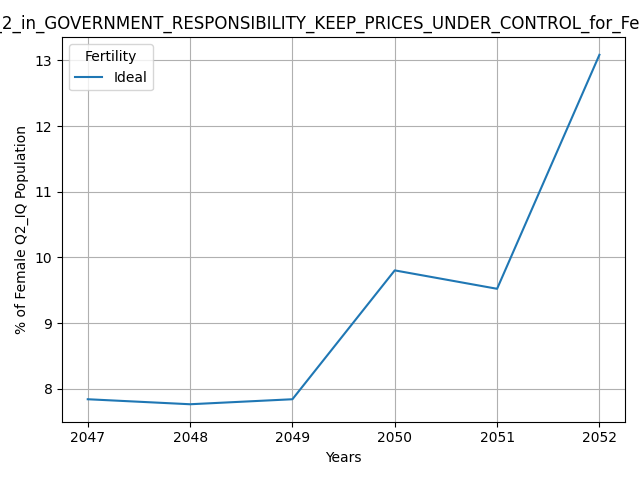 _2_in_GOVERNMENT_RESPONSIBILITY_KEEP_PRICES_UNDER_CONTROL_for_Fe
Fertility
Ideal
13
12
11
10
9
8
% of Female Q2_IQ Population
2047 2048 2049 2050 2051 2052
Years